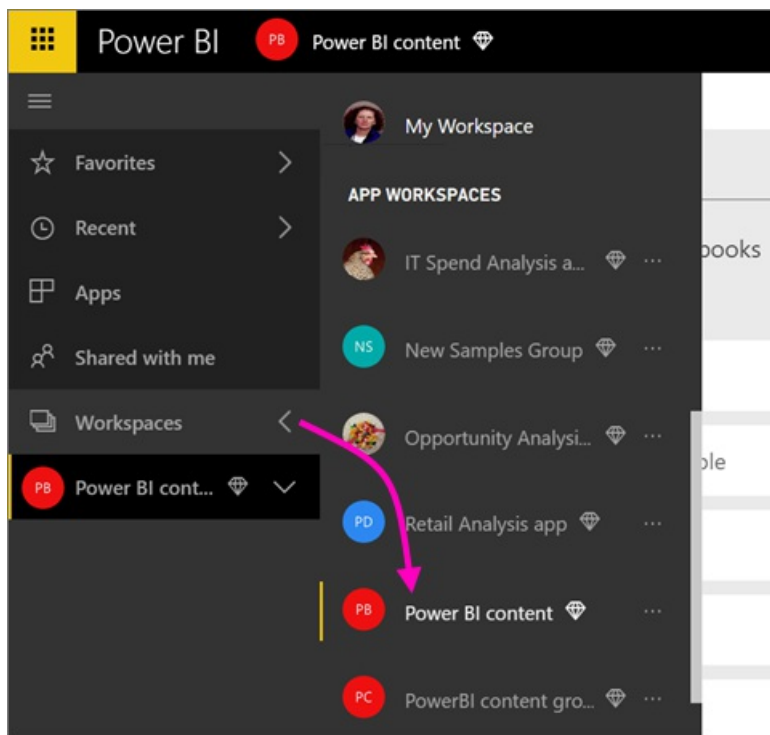 Power BI PB Power BI content
My Workspace
Favorites
APP WORKSPACES
Recent
IT Spend Analysis a... ...
books
Apps
NS New Samples Group ...
Shared with me
Workspaces
Opportunity Analysi... ...
ple
PB Power BI cont...
PD Retail Analysis app ...
PB Power BI content ...
PC PowerBI content gro... ...